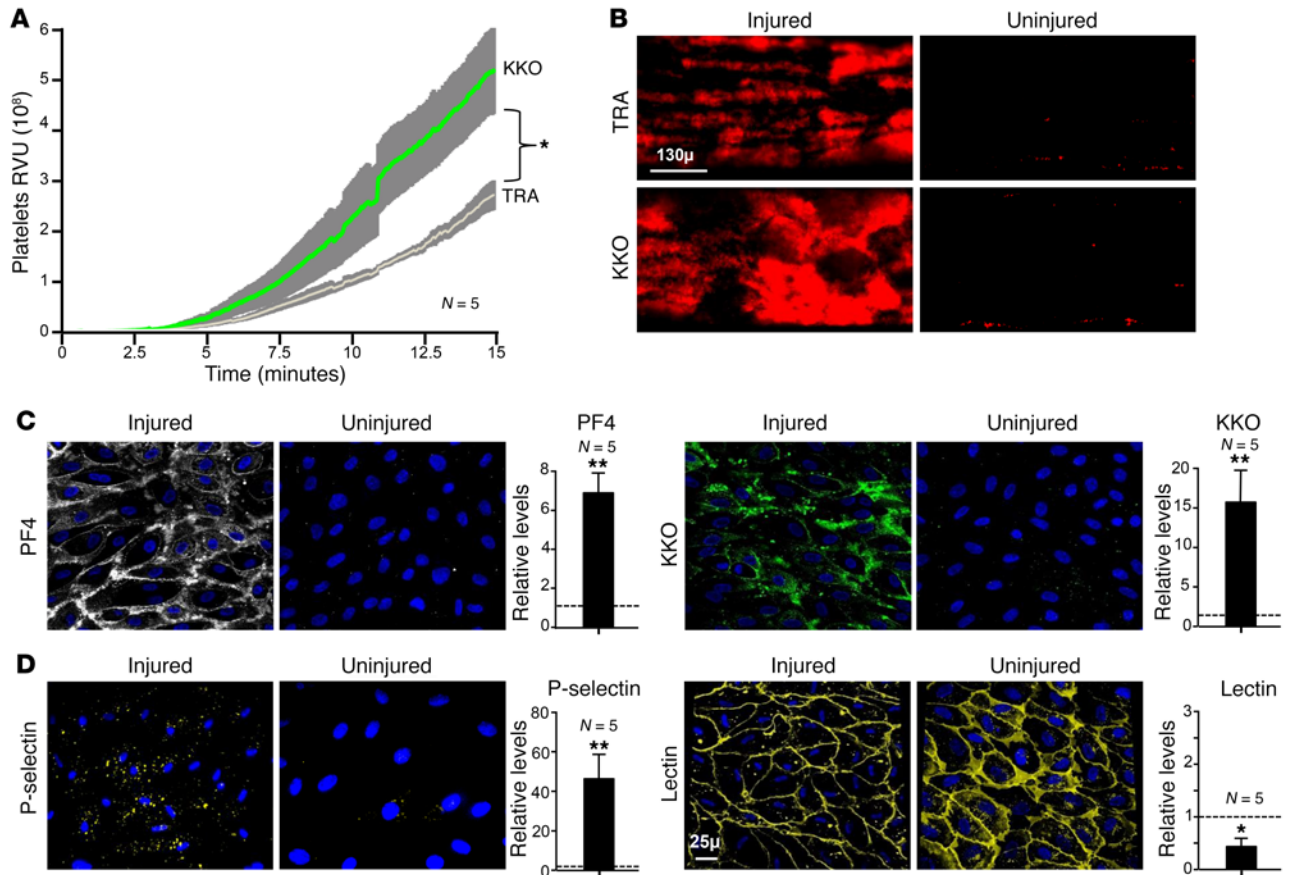 A
Platelets RVU (10⁸)
6
5
4
3
2
1
0
KKO
*
TRA
N = 5
0 2.5 5 7.5 10 12.5 15
Time (minutes)
B
Injured Uninjured
TRA
130µ
KKO
C
Injured Uninjured PF4
N = 5
**
PF4
Relative levels
8
6
4
2
0
Injured Uninjured KKO
N = 5
**
KKO
Relative levels
20
15
10
5
0
D
Injured Uninjured P-selectin
N = 5
**
P-selectin
Relative levels
80
60
40
20
0
Injured Uninjured Lectin
N = 5
*
Lectin
25µ
Relative levels
3
2
1
0